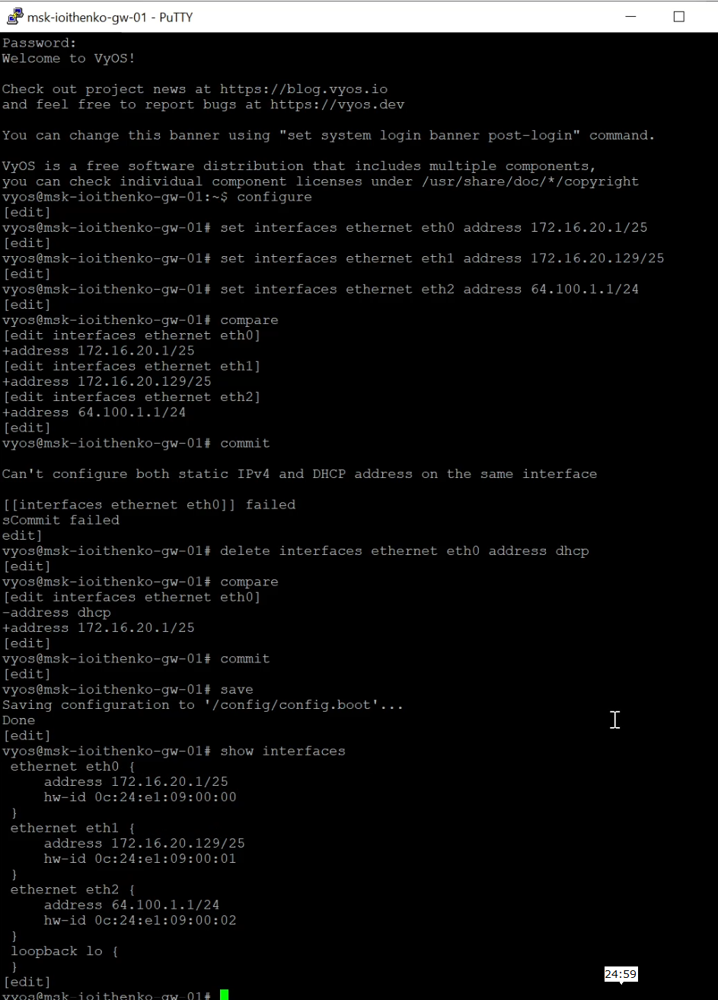 msk-ioithenko-gw-01 - PuTTY
Password:
Welcome to VyOS!
Check out project news at https://blog.vyos.io
and feel free to report bugs at https://vyos.dev
You can change this banner using "set system login banner post-login" command.
VyOS is a free software distribution that includes multiple components,
you can check individual component licenses under /usr/share/doc/*/copyright
vyos@msk-ioithenko-gw-01:~$ configure
[edit]
vyos@msk-ioithenko-gw-01# set interfaces ethernet eth0 address 172.16.20.1/25
[edit]
vyos@msk-ioithenko-gw-01# set interfaces ethernet eth1 address 172.16.20.129/25
[edit]
vyos@msk-ioithenko-gw-01# set interfaces ethernet eth2 address 64.100.1.1/24
[edit]
vyos@msk-ioithenko-gw-01# compare
[edit interfaces ethernet eth0]
+address 172.16.20.1/25
[edit interfaces ethernet eth1]
+address 172.16.20.129/25
[edit interfaces ethernet eth2]
+address 64.100.1.1/24
[edit]
vyos@msk-ioithenko-gw-01# commit
Can't configure both static IPv4 and DHCP address on the same interface
[[interfaces ethernet eth0]] failed
sCommit failed
edit]
vyos@msk-ioithenko-gw-01# delete interfaces ethernet eth0 address dhcp
[edit]
vyos@msk-ioithenko-gw-01# compare
[edit interfaces ethernet eth0]
-address dhcp
+address 172.16.20.1/25
[edit]
vyos@msk-ioithenko-gw-01# commit
[edit]
vyos@msk-ioithenko-gw-01# save
Saving configuration to '/config/config.boot'...
Done
[edit]
vyos@msk-ioithenko-gw-01# show interfaces
ethernet eth0 {
address 172.16.20.1/25
hw-id 0c:24:e1:09:00:00
}
ethernet eth1 {
address 172.16.20.129/25
hw-id 0c:24:e1:09:00:01
}
ethernet eth2 {
address 64.100.1.1/24
hw-id 0c:24:e1:09:00:02
}
loopback lo {
}
[edit]
24:59
vyos@msk-ioithenko-gw-01#